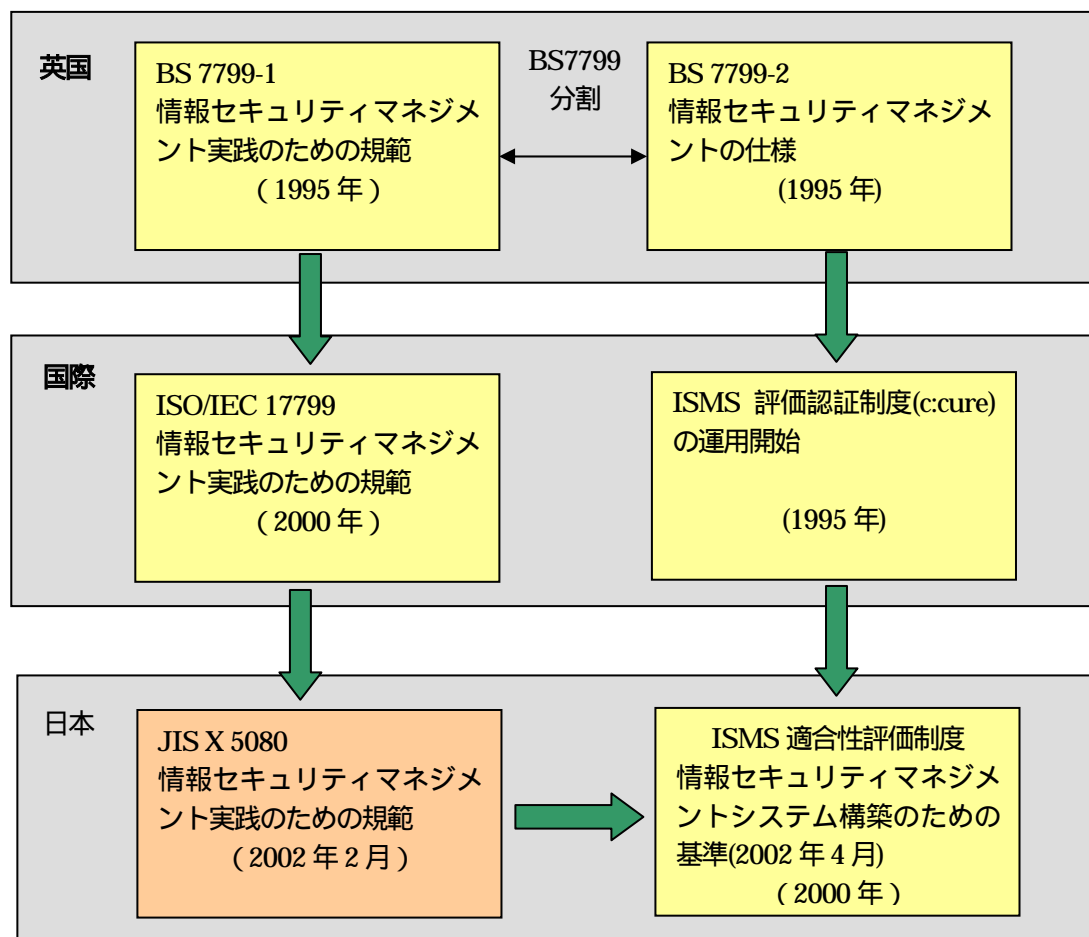 英国
BS 7799-1
情報セキュリティマネジメ
ント実践のための規範
（1995 年）
BS7799
分割
BS 7799-2
情報セキュリティマネジメ
ントの仕様
(1995 年)
国際
ISO/IEC 17799
情報セキュリティマネジメ
ント実践のための規範
（2000 年）
ISMS 評価認証制度(c:cure)
の運用開始
(1995 年)
日本
JIS X 5080
情報セキュリティマネジメ
ント実践のための規範
（2002 年 2 月）
ISMS 適合性評価制度
情報セキュリティマネジメ
ントシステム構築のための
基準(2002 年 4 月)
（2000 年）